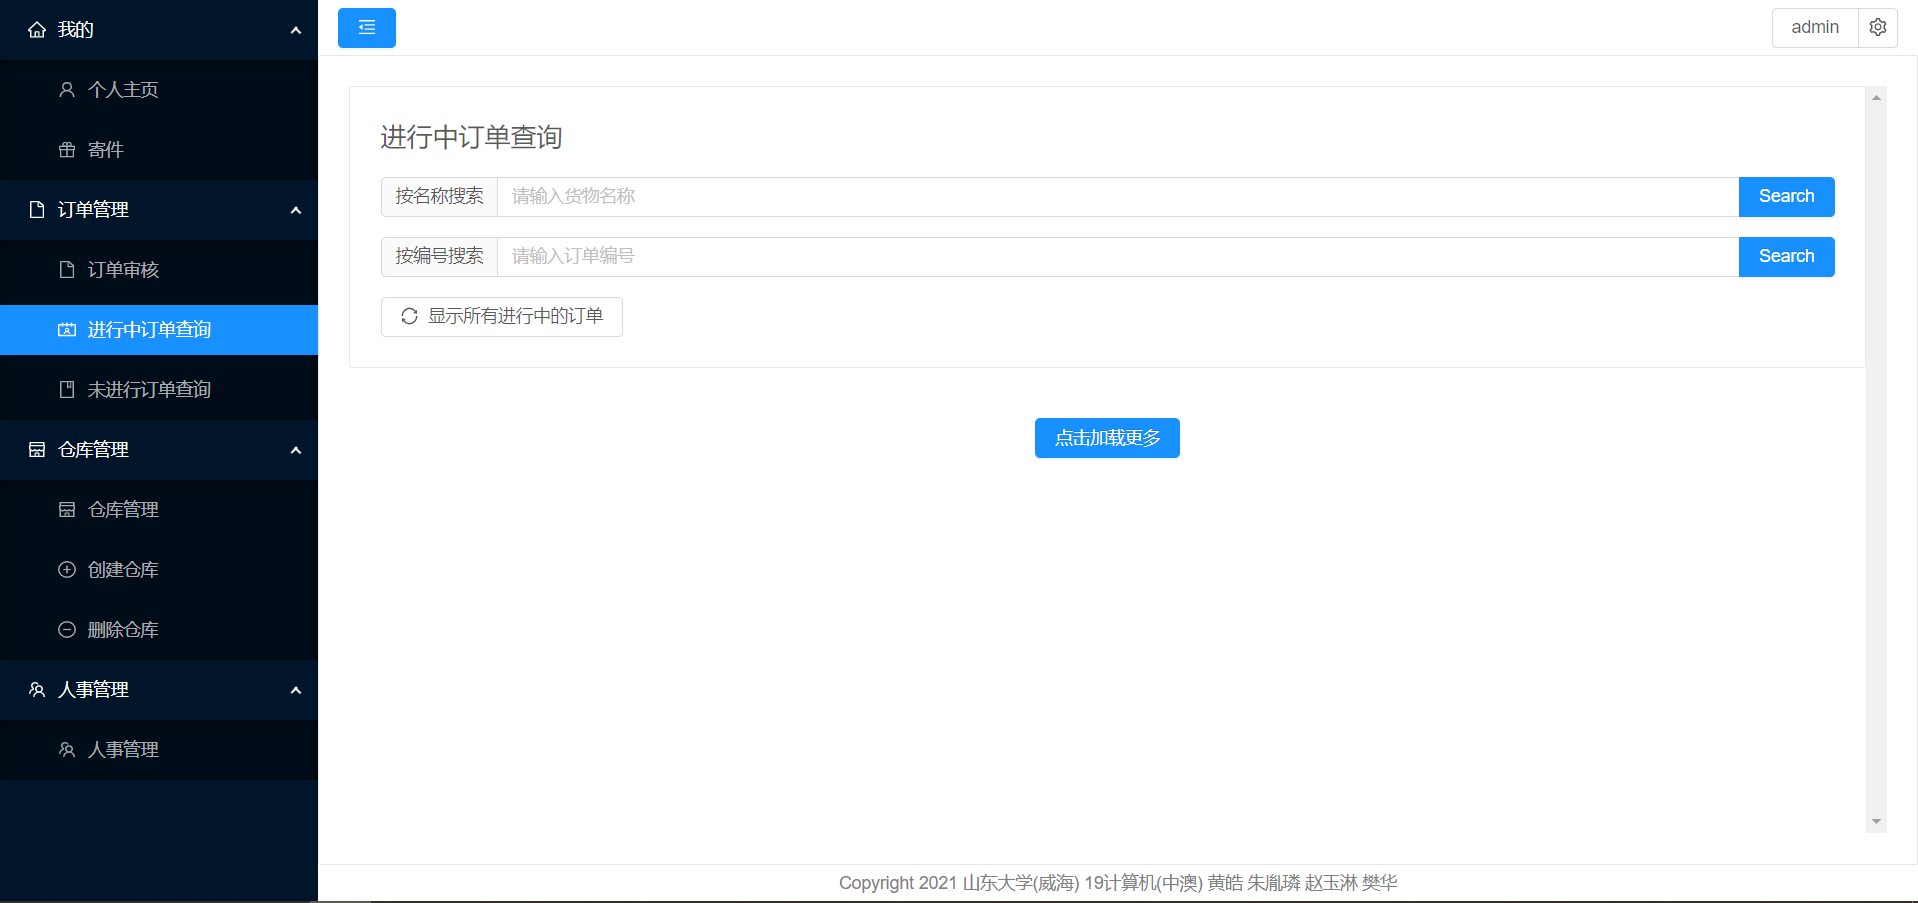 我的
个人主页
寄件
订单管理
订单审核
进行中订单查询
未进行订单查询
仓库管理
仓库管理
创建仓库
删除仓库
人事管理
人事管理
admin
进行中订单查询
按名称搜索 请输入货物名称 Search
按编号搜索 请输入订单编号 Search
显示所有进行中的订单
点击加载更多
Copyright 2021 山东大学(威海) 19计算机(中澳) 黄皓 朱胤璘 赵玉淋 樊华